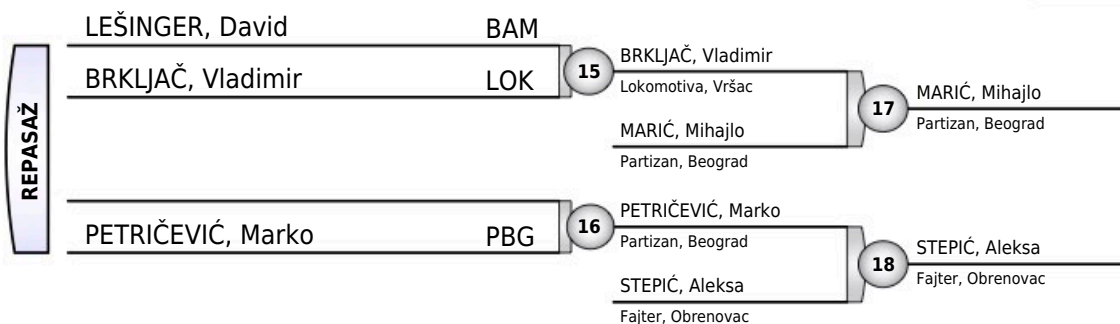 REPASAŽ
LEŠINGER, David BAM
BRKLJAČ, Vladimir LOK
15
BRKLJAČ, Vladimir
Lokomotiva, Vršac
MARIĆ, Mihajlo
Partizan, Beograd
17
MARIĆ, Mihajlo
Partizan, Beograd
PETRIČEVIĆ, Marko PBG
16
PETRIČEVIĆ, Marko
Partizan, Beograd
STEPIĆ, Aleksa
Fajter, Obrenovac
18
STEPIĆ, Aleksa
Fajter, Obrenovac